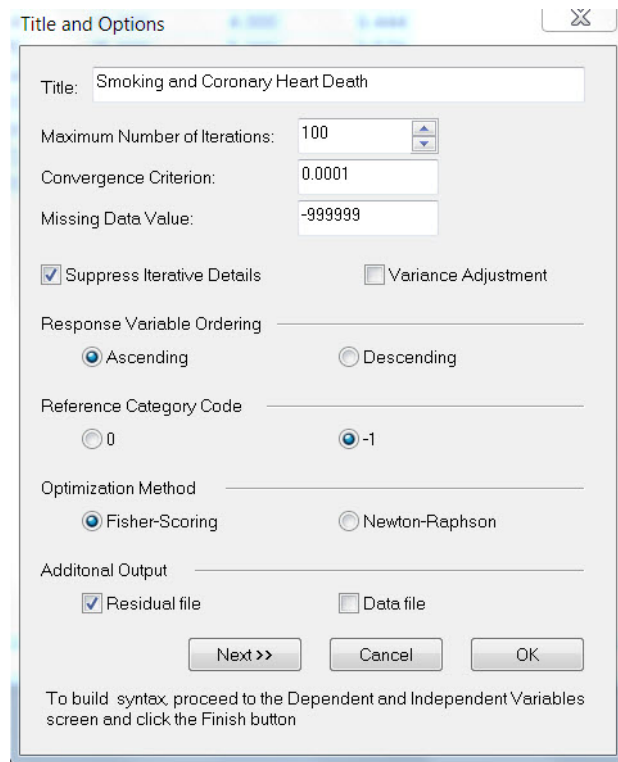 Title and Options
Title: Smoking and Coronary Heart Death
Maximum Number of Iterations: 100
Convergence Criterion: 0.0001
Missing Data Value: -999999
Suppress Iterative Details Variance Adjustment
Response Variable Ordering
Ascending Descending
Reference Category Code
0 -1
Optimization Method
Fisher-Scoring Newton-Raphson
Additonal Output
Residual file Data file
Next >> Cancel OK
To build syntax, proceed to the Dependent and Independent Variables
screen and click the Finish button